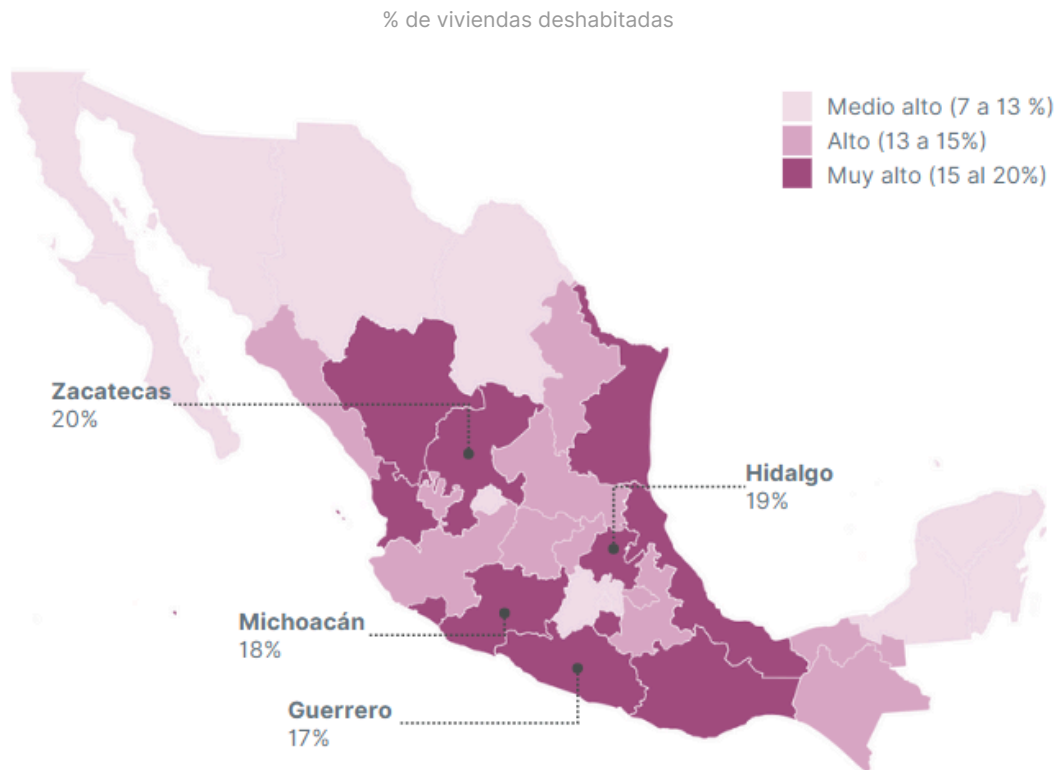 % de viviendas deshabitadas
Medio alto (7 a 13 %)
Alto (13 a 15%)
Muy alto (15 al 20%)
Zacatecas
20%
Hidalgo
19%
Michoacán
18%
Guerrero
17%